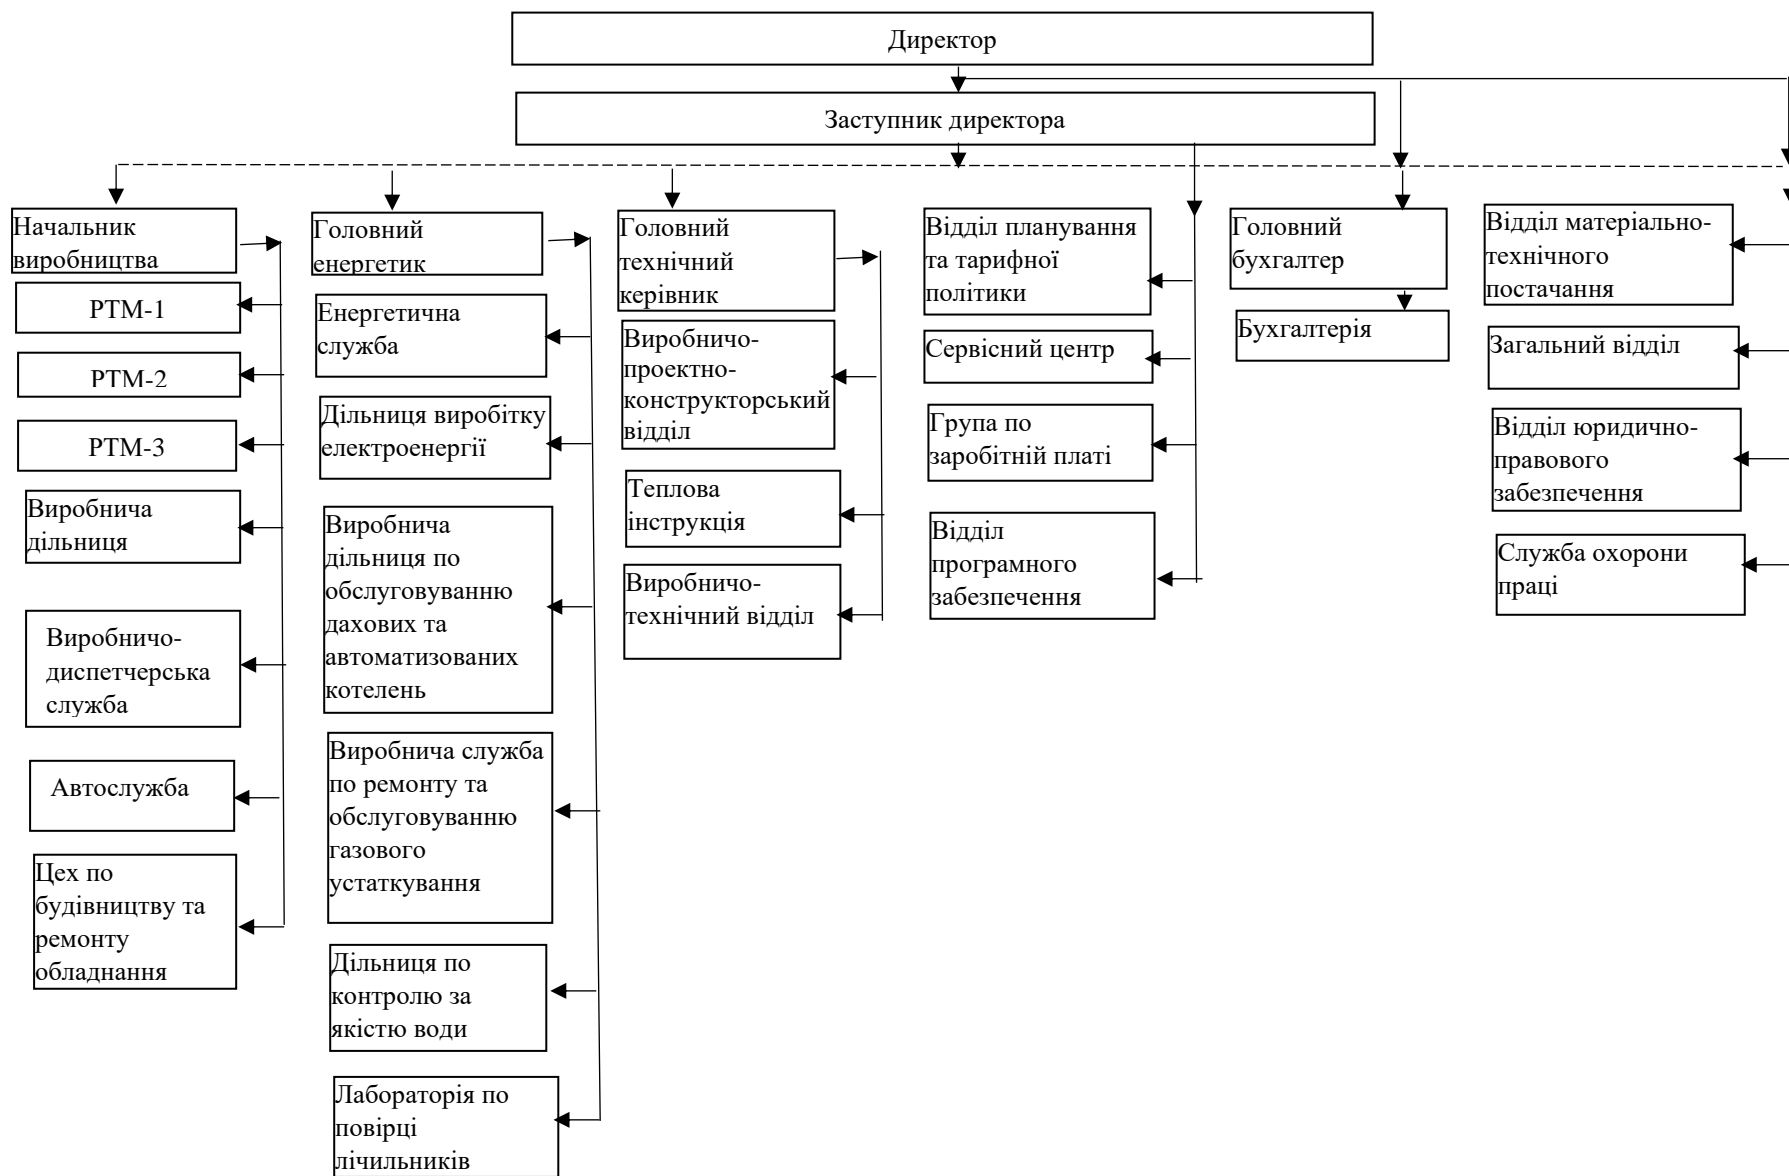 Директор
Заступник директора
Начальник
виробництва
РТМ-1
РТМ-2
РТМ-3
Виробнича
дільниця
Виробничо-
диспетчерська
служба
Автослужба
Цех по
будівництву та
ремонту
обладнання
Головний
енергетик
Енергетична
служба
Дільниця виробітку
електроенергії
Виробнича
дільниця по
обслуговуванню
дахових та
автоматизованих
котелень
Виробнича служба
по ремонту та
обслуговуванню
газового
устаткування
Дільниця по
контролю за
якістю води
Лабораторія по
повірці
лічильників
Головний
технічний
керівник
Виробничо-
проектно-
конструкторський
відділ
Теплова
інструкція
Виробничо-
технічний відділ
Відділ планування
та тарифної
політики
Сервісний центр
Група по
заробітній платі
Відділ
програмного
забезпечення
Головний
бухгалтер
Бухгалтерія
Відділ матеріально-
технічного
постачання
Загальний відділ
Відділ юридично-
правового
забезпечення
Служба охорони
праці